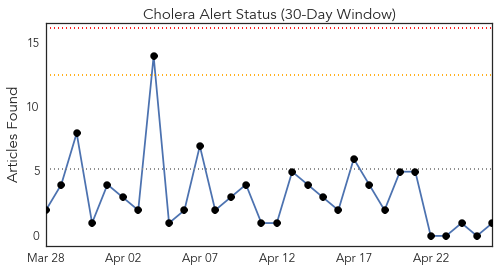 Cholera Alert Status (30-Day Window)
Articles Found
15
10
5
0
Mar 28
Apr 02
Apr 07
Apr 12
Apr 17
Apr 22